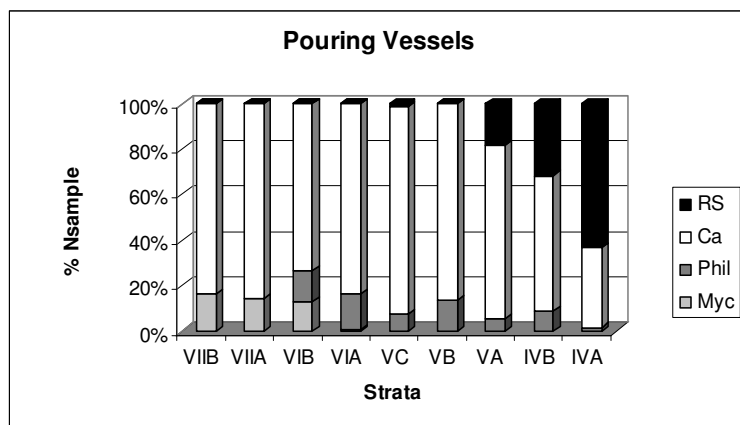 Pouring Vessels
100%
80%
60%
40%
20%
0%
% Nsample
VIIB VIIA VIB VIA VC VB VA IVB IVA
Strata
RS
Ca
Phil
Myc